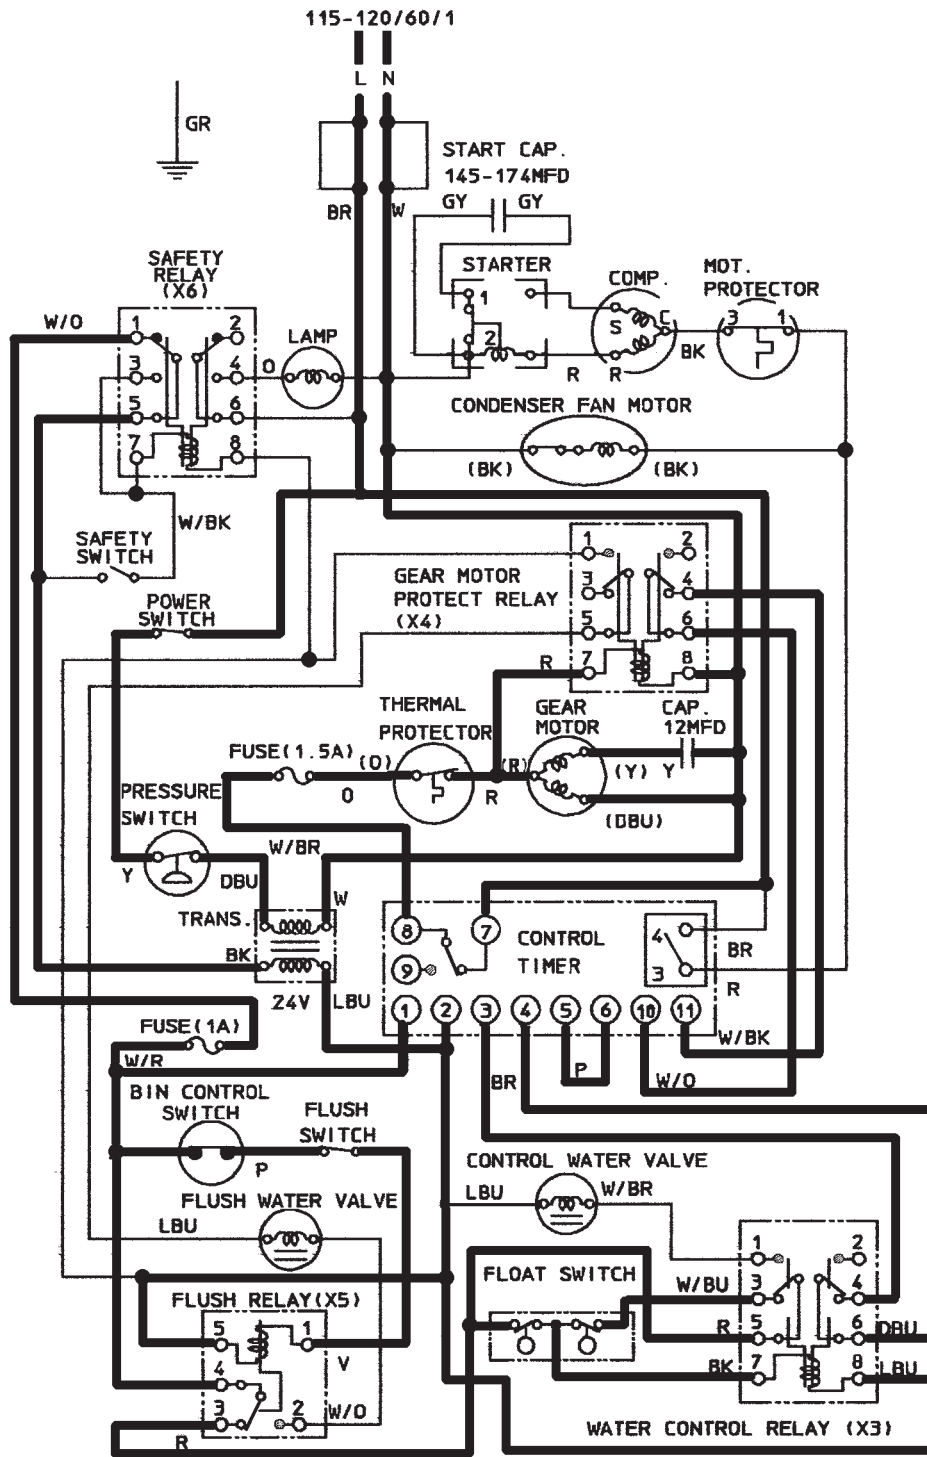 115-120/60/1
L N
GR
START CAP.
145-174MFD
GY GY
BR W
SAFETY
RELAY
(X6)
STARTER
COMP.
MOT.
PROTECTOR
W/O
1 2
LAMP
1
S C
3 1
3 4
O
2
BK
R R
5 6
CONDENSER FAN MOTOR
7 8
(BK) (BK)
W/BK
SAFETY
SWITCH
1 2
GEAR MOTOR
PROTECT RELAY
(X4)
3 4
POWER
SWITCH
5 6
R 7 8
THERMAL
PROTECTOR
GEAR
MOTOR
CAP.
12MFD
FUSE(1.5A) (O)
O
R
(R)
(Y) Y
PRESSURE
SWITCH
(DBU)
W/BR
Y DBU
W
TRANS.
8 7
CONTROL
TIMER
4
BR
BK
9
3
24V LBU
R
1 2 3 4 5 6 10 11
FUSE(1A)
W/BK
W/R
BR P W/O
BIN CONTROL
SWITCH
FLUSH
SWITCH
P
CONTROL WATER VALVE
LBU W/BR
FLUSH WATER VALVE
LBU
1 2
FLOAT SWITCH
W/BU 3 4
FLUSH RELAY(X5)
5 1
R 5 6 DBU
V
4
BK 7 8 LBU
3 2 W/O
R
WATER CONTROL RELAY (X3)